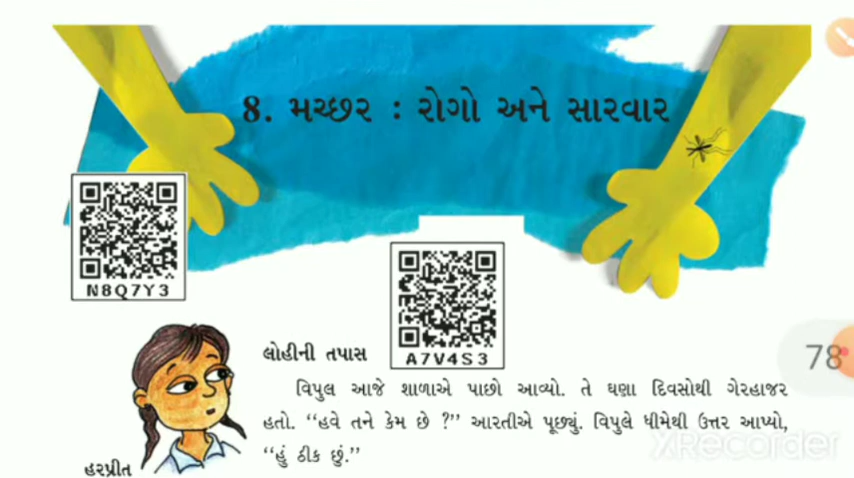 8. મચ્છર : રોગો અને સારવાર
N8Q7Y3
A7V4S3
લોહીની તપાસ
વિપુલ આજે શાળાએ પાછો આવ્યો. તે ઘણા દિવસોથી ગેરહાજર
હતો. “હવે તને કેમ છે ?” આરતીએ પૂછ્યું. વિપુલે ધીમેથી ઉત્તર આપ્યો,
“હું ઠીક છું.”
હરપ્રીત
78
XRecorder